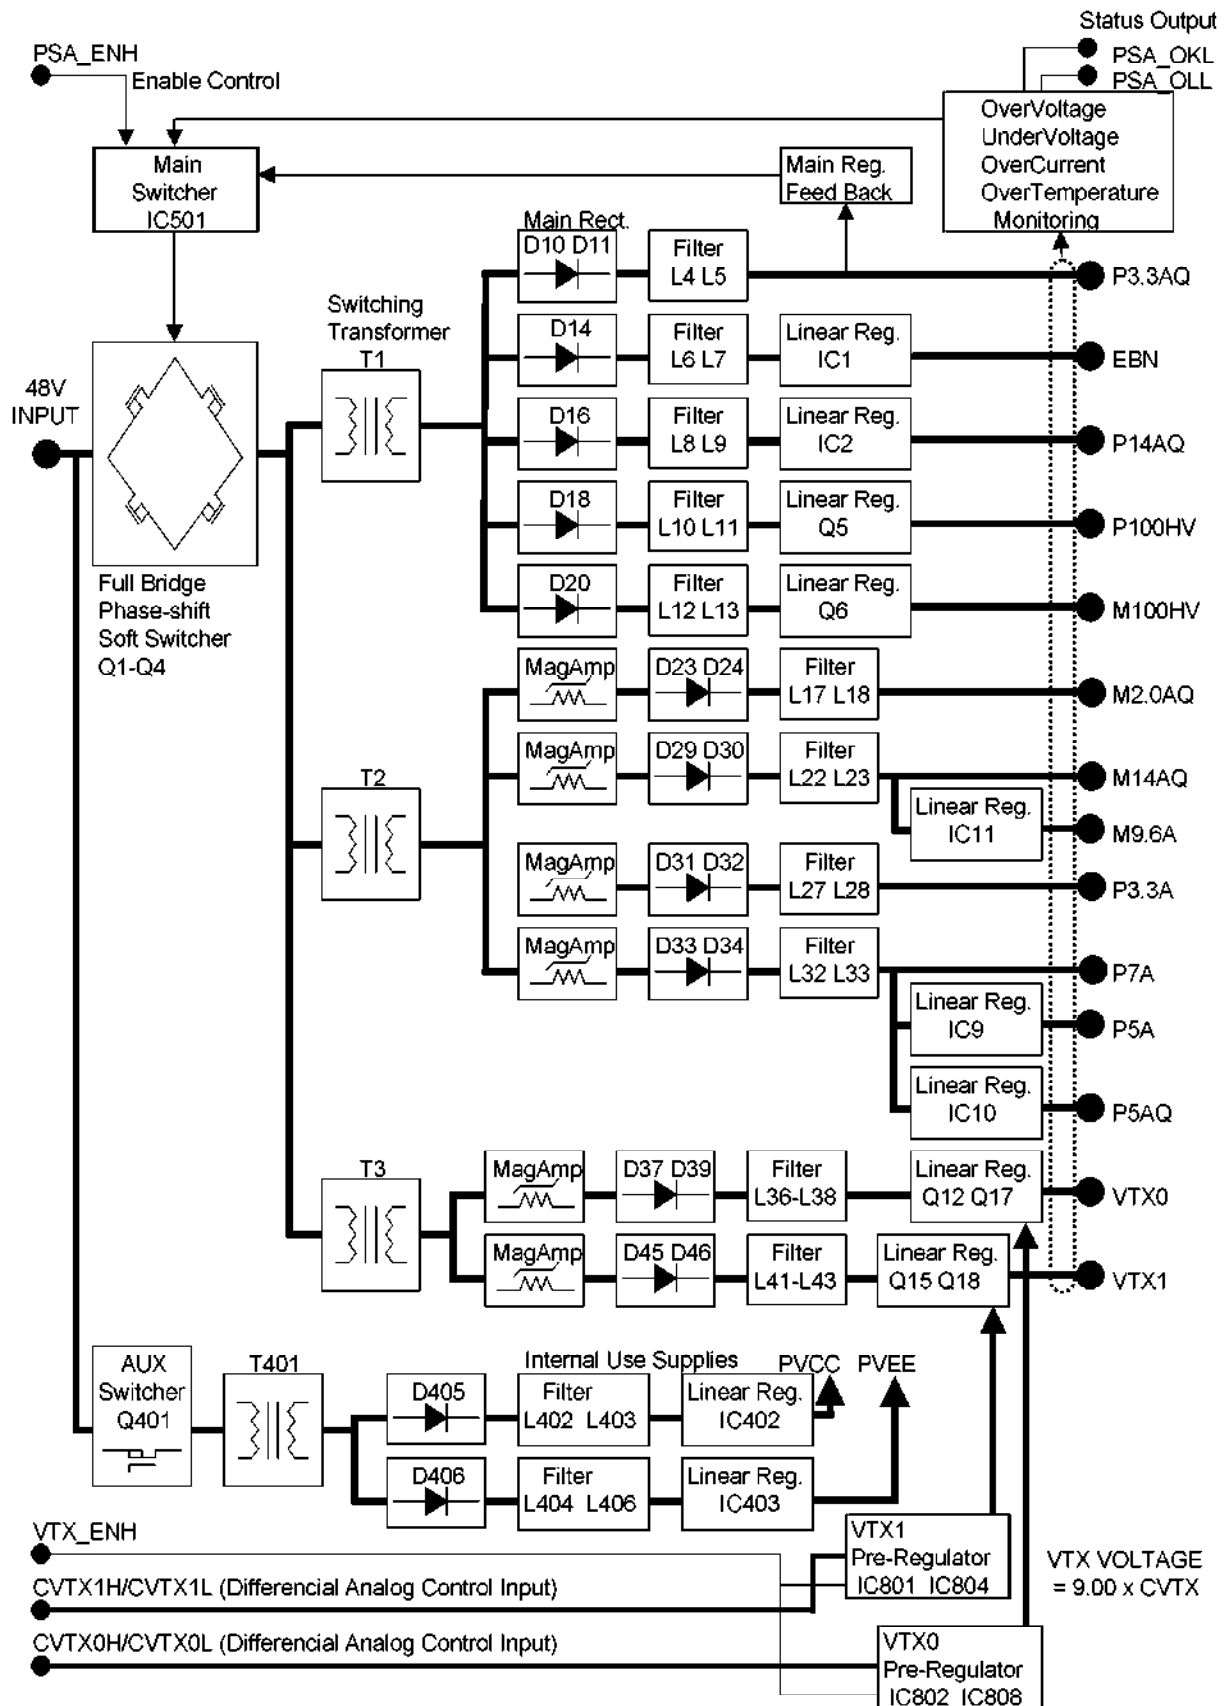 Status Output
PSA_ENH
PSA_OKL
Enable Control
PSA_OLL
OverVoltage
UnderVoltage
OverCurrent
OverTemperature
Monitoring
Main
Switcher
IC501
Main Reg.
Feed Back
Main Rect.
D10 D11
Filter
L4 L5
P3.3AQ
Switching
Transformer
T1
D14
Filter
L6 L7
Linear Reg.
IC1
EBN
48V
INPUT
D16
Filter
L8 L9
Linear Reg.
IC2
P14AQ
D18
Filter
L10 L11
Linear Reg.
Q5
P100HV
Full Bridge
Phase-shift
Soft Switcher
Q1-Q4
D20
Filter
L12 L13
Linear Reg.
Q6
M100HV
MagAmp
D23 D24
Filter
L17 L18
M2.0AQ
T2
MagAmp
D29 D30
Filter
L22 L23
M14AQ
Linear Reg.
IC11
M9.6A
MagAmp
D31 D32
Filter
L27 L28
P3.3A
MagAmp
D33 D34
Filter
L32 L33
P7A
Linear Reg.
IC9
P5A
Linear Reg.
IC10
P5AQ
T3
MagAmp
D37 D39
Filter
L36-L38
Linear Reg.
Q12 Q17
VTX0
MagAmp
D45 D46
Filter
L41-L43
Linear Reg.
Q15 Q18
VTX1
AUX
Switcher
Q401
T401
Internal Use Supplies
PVCC
PVEE
D405
Filter
L402 L403
Linear Reg.
IC402
D406
Filter
L404 L406
Linear Reg.
IC403
VTX_ENH
VTX1
Pre-Regulator
IC801 IC804
VTX VOLTAGE
= 9.00 x CVTX
CVTX1H/CVTX1L (Differencial Analog Control Input)
CVTX0H/CVTX0L (Differencial Analog Control Input)
VTX0
Pre-Regulator
IC802 IC808